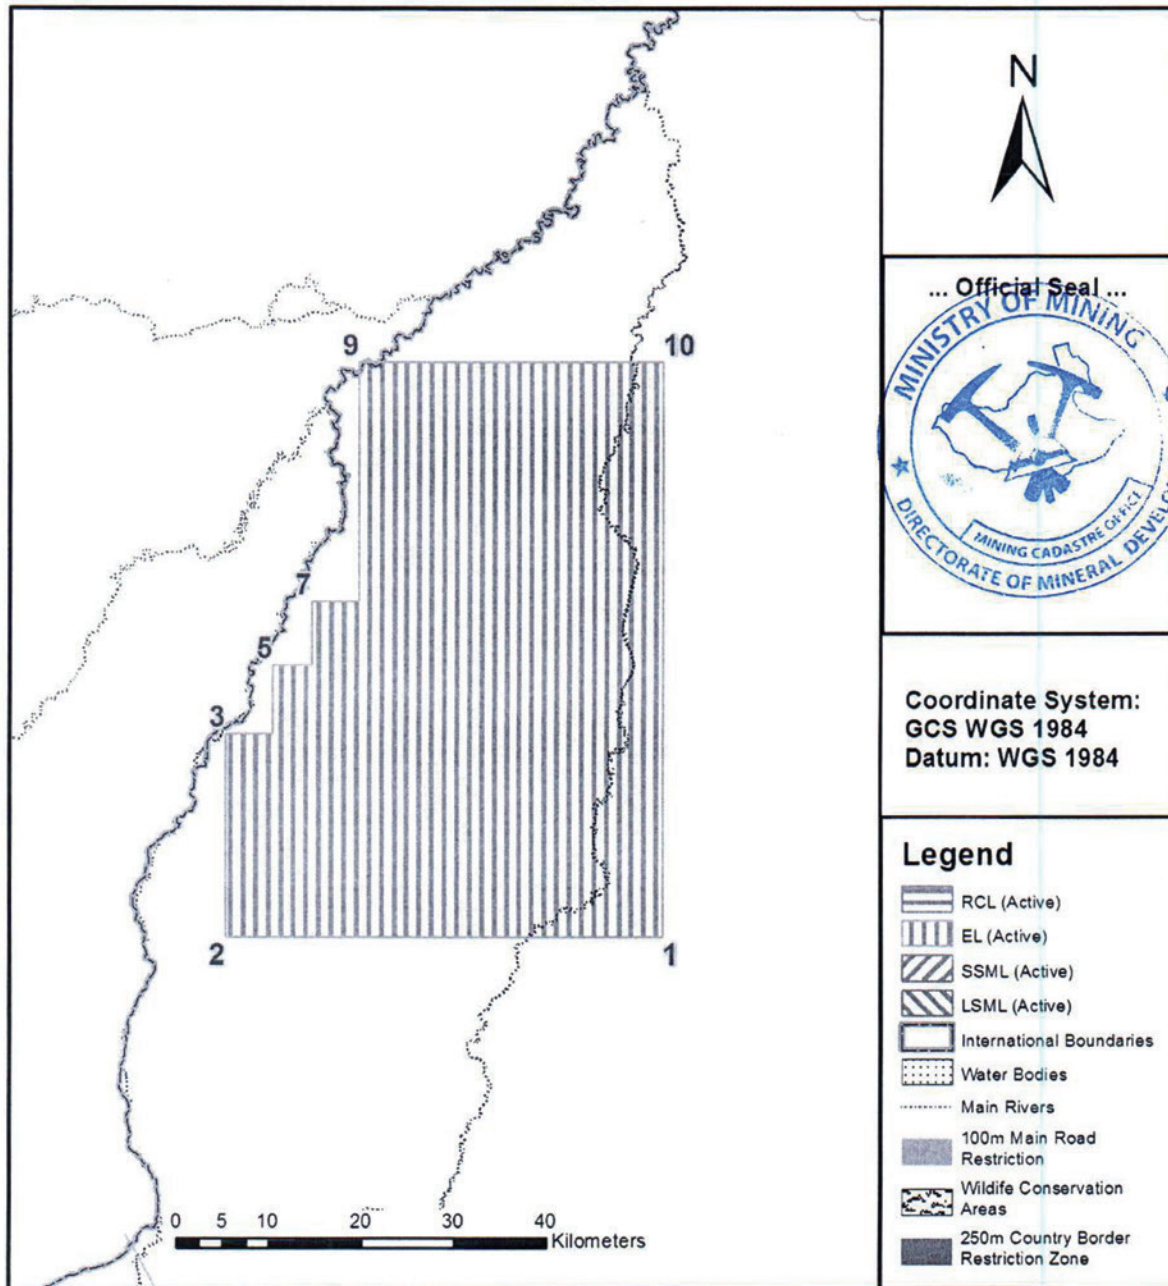 N
... Official Seal ...
MINISTRY OF MINING
MINING CADASTRE OFFICE
DIRECTORATE OF MINERAL
9
10
7
5
3
2
1
0 5 10 20 30 40
Kilometers
Coordinate System:
GCS WGS 1984
Datum: WGS 1984
Legend
RCL (Active)
EL (Active)
SSML (Active)
LSML (Active)
International Boundaries
Water Bodies
Main Rivers
100m Main Road
Restriction
Wildlife Conservation
Areas
250m Country Border
Restriction Zone